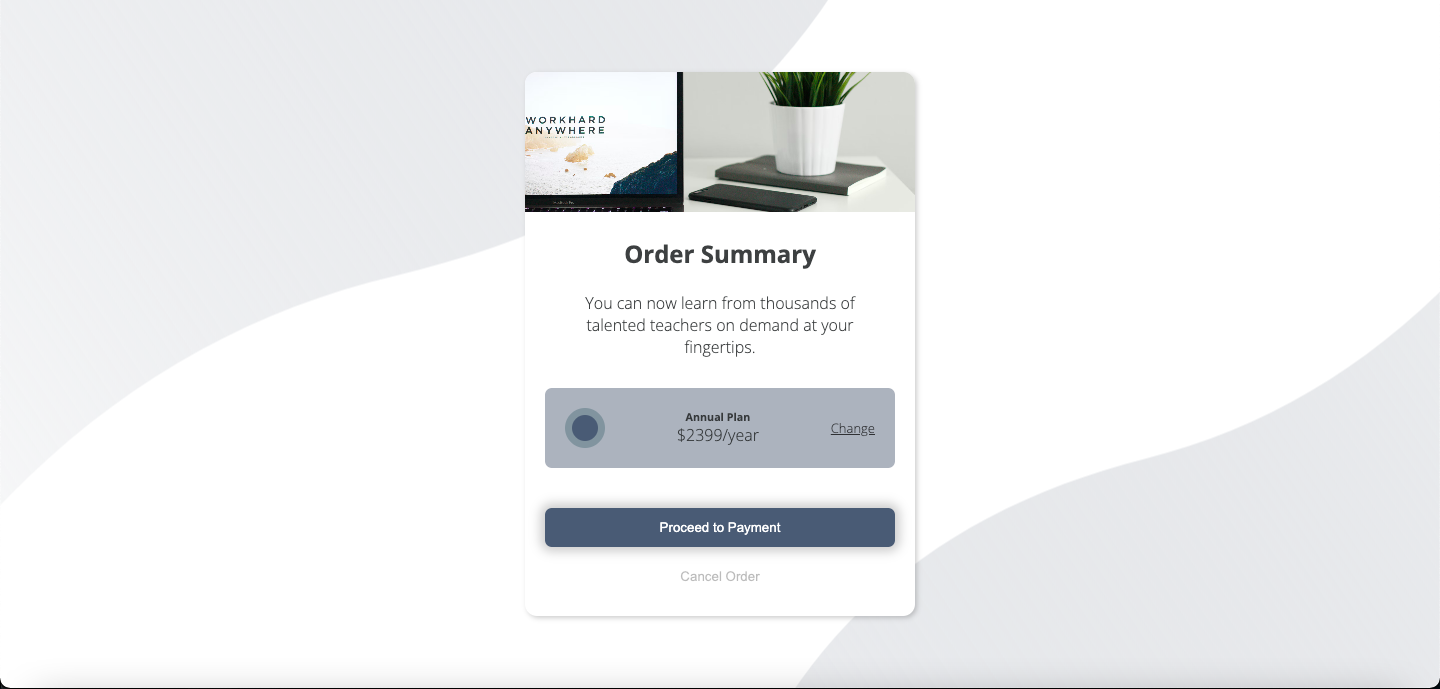 WORKHARD
ANYWHERE
Order Summary
You can now learn from thousands of
talented teachers on demand at your
fingertips.
Annual Plan
$2399/year
Change
Proceed to Payment
Cancel Order